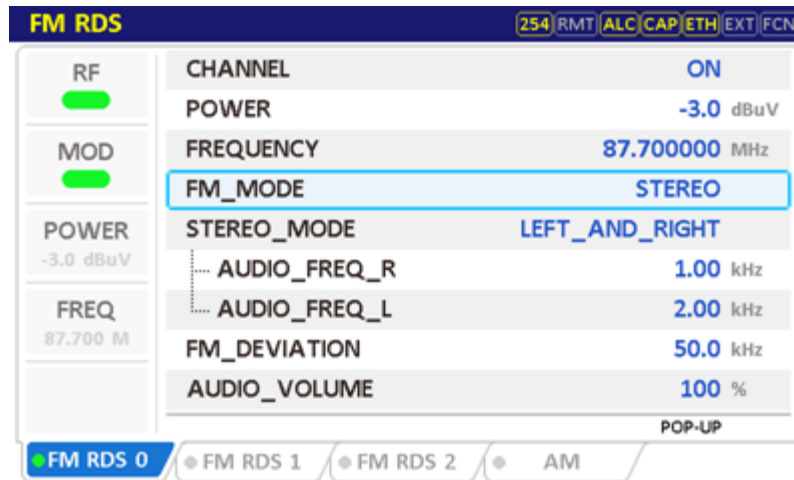 FM RDS 254 RMT ALC CAP ETH EXT FCN
RF
MOD
POWER
-3.0 dBuV
FREQ
87.700 M
CHANNEL ON
POWER -3.0 dBuV
FREQUENCY 87.700000 MHz
FM_MODE STEREO
STEREO_MODE LEFT_AND_RIGHT
AUDIO_FREQ_R 1.00 kHz
AUDIO_FREQ_L 2.00 kHz
FM_DEVIATION 50.0 kHz
AUDIO_VOLUME 100 %
POP-UP
FM RDS 0 FM RDS 1 FM RDS 2 AM